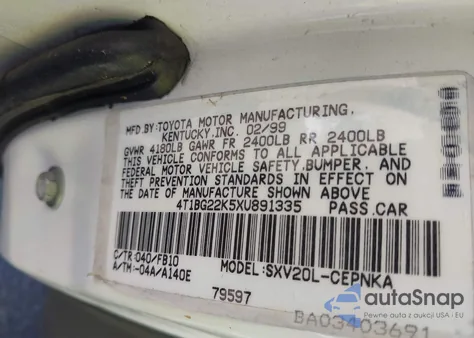 MFD.BY:TOYOTA MOTOR MANUFACTURING,
KENTUCKY,INC. 02/99
GVWR 4180LB GAWR FR 2400LB RR 2400LB
THIS VEHICLE CONFORMS TO ALL APPLICABLE
FEDERAL MOTOR VEHICLE SAFETY,BUMPER, AND
THEFT PREVENTION STANDARDS IN EFFECT ON
THE DATE OF MANUFACTURE SHOWN ABOVE
4T1BG22K5XU891335 PASS.CAR
C/TR:040/FB10 MODEL:SXV20L-CEPNKA
A/TM:-04A/A140E
79597
BA03403691
autoSnap
Pewne auta z dostawą USA - EU